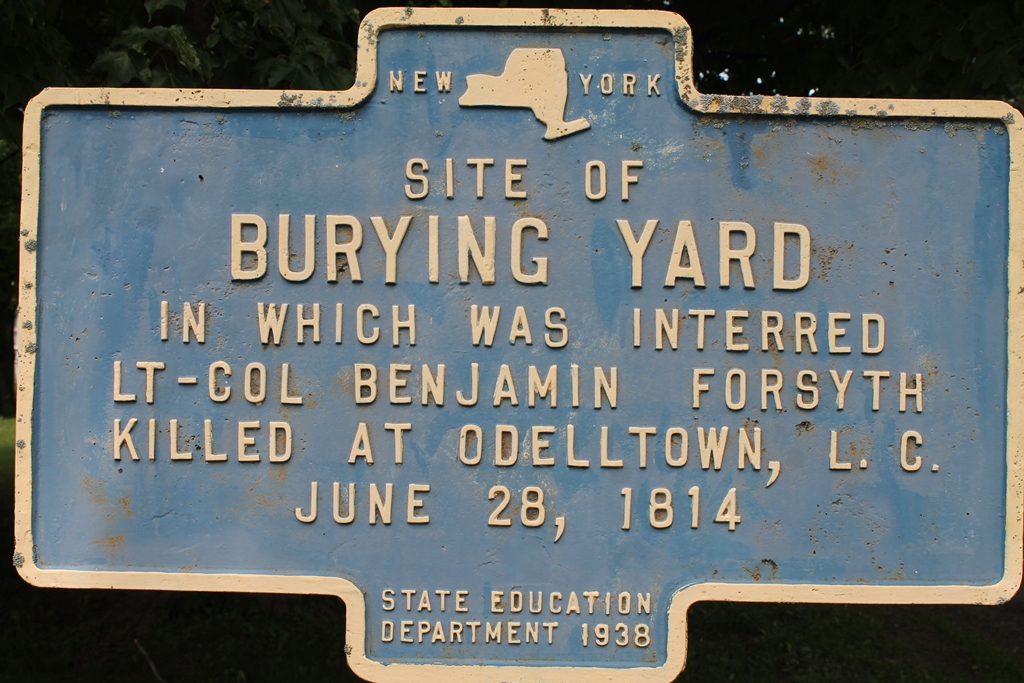 NEW YORK
SITE OF
BURYING YARD
IN WHICH WAS INTERRED
LT-COL BENJAMIN FORSYTH
KILLED AT ODELLTOWN, L. C.
JUNE 28, 1814
STATE EDUCATION
DEPARTMENT 1938